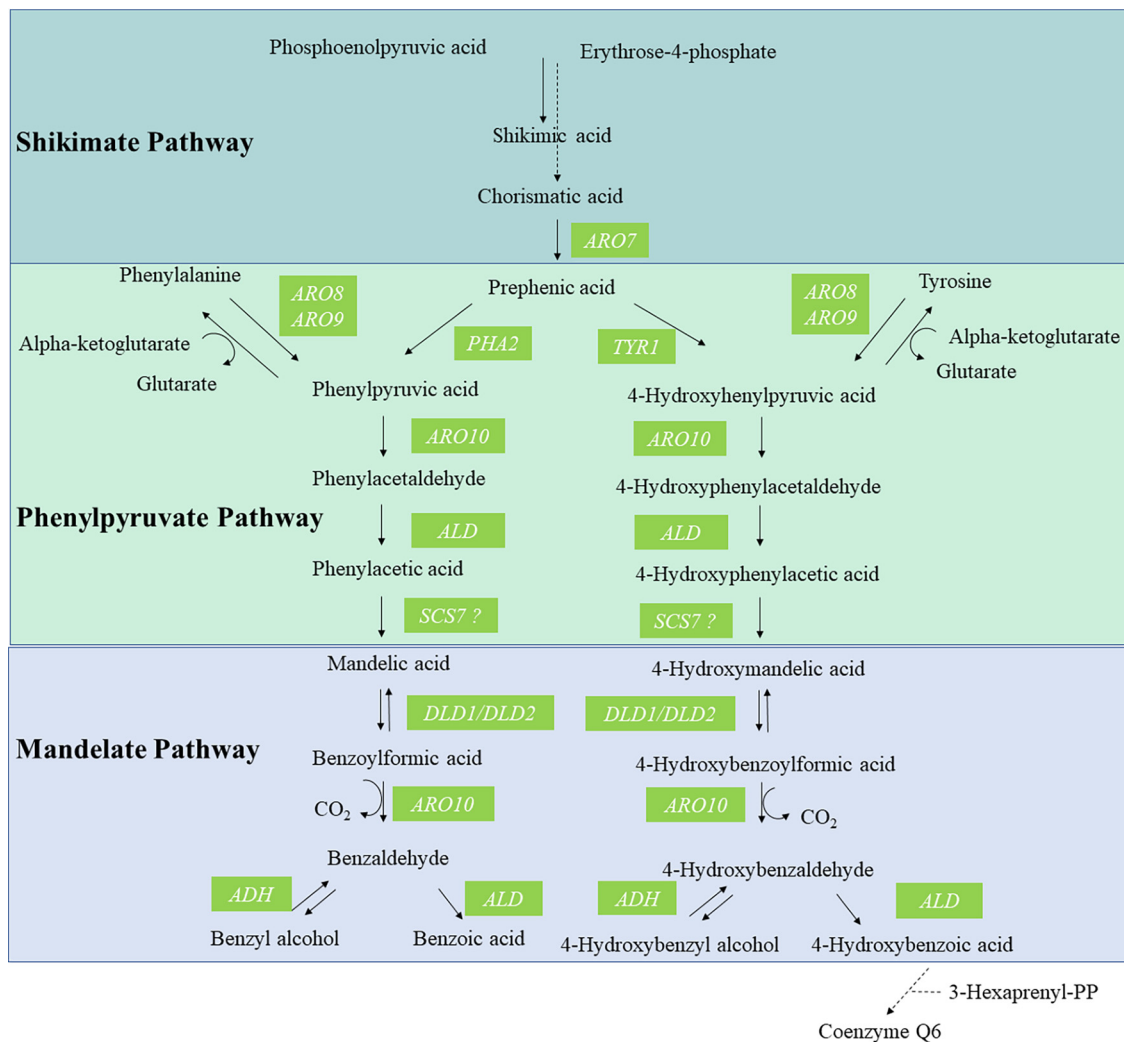 Phosphoenolpyruvic acid
Erythrose-4-phosphate
Shikimate Pathway
Shikimic acid
Chorismatic acid
ARO7
Phenylalanine
ARO8
ARO9
Prephenic acid
ARO8
ARO9
Tyrosine
Alpha-ketoglutarate
PHA2
TYR1
Alpha-ketoglutarate
Glutarate
Glutarate
Phenylpyruvic acid
4-Hydroxyhenylpyruvic acid
ARO10
ARO10
Phenylacetaldehyde
4-Hydroxyphenylacetaldehyde
Phenylpyruvate Pathway
ALD
ALD
Phenylacetic acid
4-Hydroxyphenylacetic acid
SCS7 ?
SCS7 ?
Mandelic acid
4-Hydroxymandelic acid
DLD1/DLD2
DLD1/DLD2
Mandelate Pathway
Benzoylformic acid
4-Hydroxybenzoylformic acid
CO2
ARO10
ARO10
CO2
Benzaldehyde
4-Hydroxybenzaldehyde
ADH
ALD
ADH
ALD
Benzyl alcohol
Benzoic acid
4-Hydroxybenzyl alcohol
4-Hydroxybenzoic acid
3-Hexaprenyl-PP
Coenzyme Q6